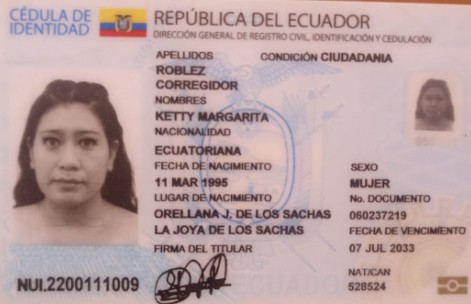 CÉDULA DE IDENTIDAD
REPÚBLICA DEL ECUADOR
DIRECCIÓN GENERAL DE REGISTRO CIVIL, IDENTIFICACIÓN Y CEDULACIÓN
APELLIDOS
CONDICIÓN CIUDADANIA
ROBLEZ
CORREGIDOR
NOMBRES
KETTY MARGARITA
NACIONALIDAD
ECUATORIANA
FECHA DE NACIMIENTO
SEXO
11 MAR 1995
MUJER
LUGAR DE NACIMIENTO
No. DOCUMENTO
ORELLANA J. DE LOS SACHAS
060237219
LA JOYA DE LOS SACHAS
FECHA DE VENCIMIENTO
FIRMA DEL TITULAR
07 JUL 2033
NAT/CAN
528524
NUI.2200111009